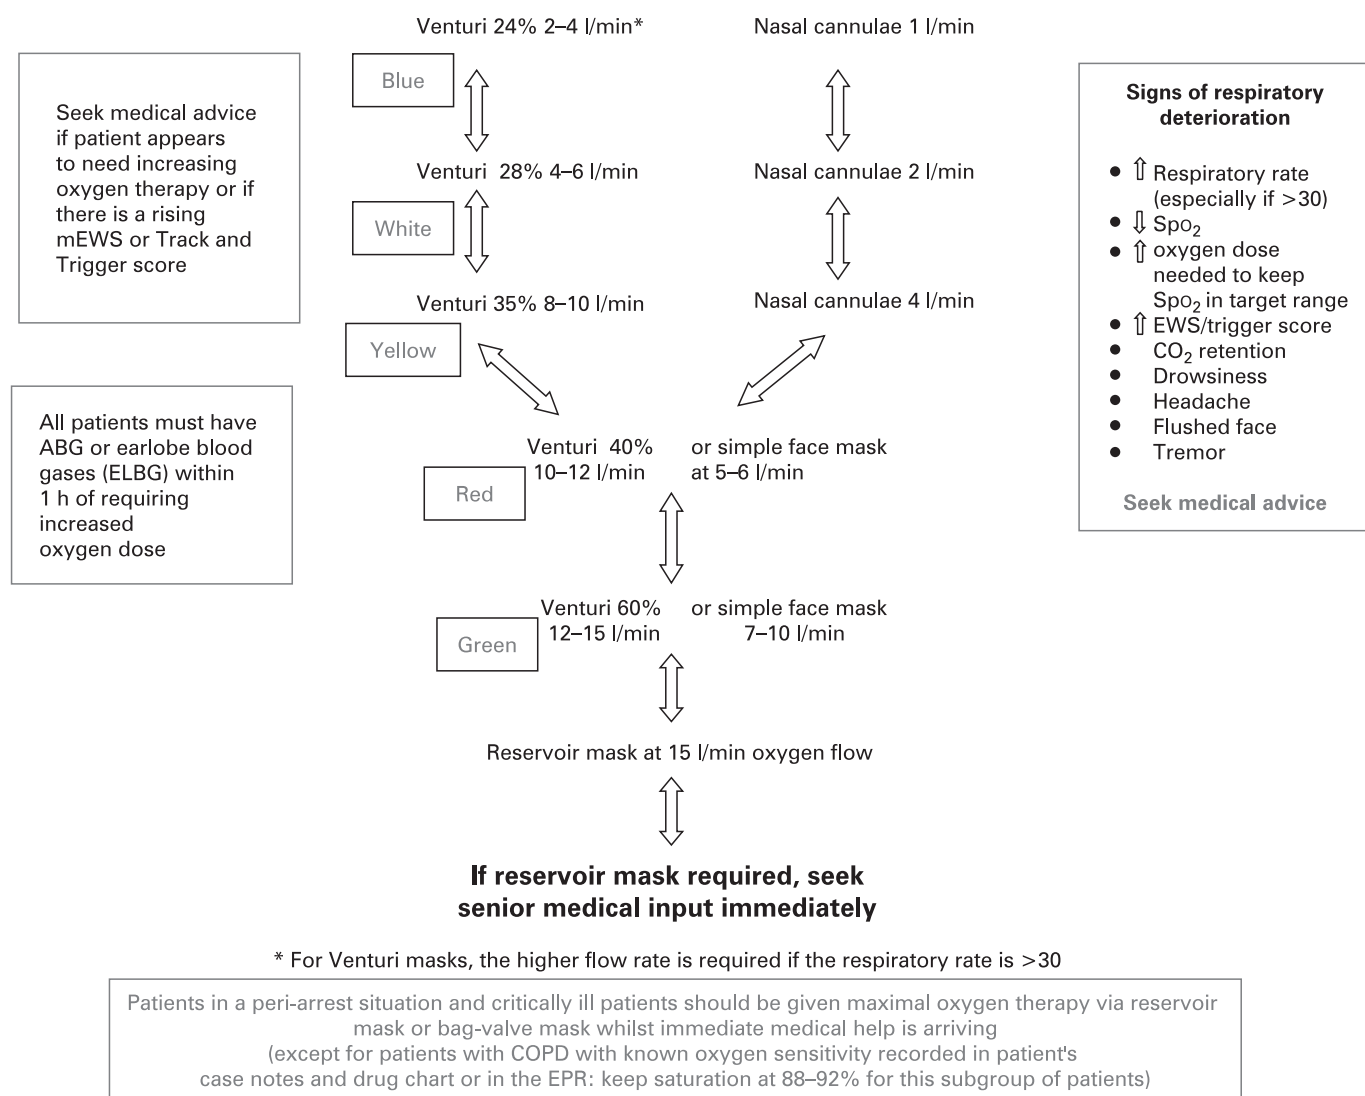 Venturi 24% 2–4 l/min*
Nasal cannulae 1 l/min
Blue
Seek medical advice
if patient appears
to need increasing
oxygen therapy or if
there is a rising
mEWS or Track and
Trigger score
Venturi 28% 4–6 l/min
Nasal cannulae 2 l/min
White
Venturi 35% 8–10 l/min
Nasal cannulae 4 l/min
Yellow
All patients must have
ABG or earlobe blood
gases (ELBG) within
1 h of requiring
increased
oxygen dose
Venturi 40%
10–12 l/min
or simple face mask
at 5–6 l/min
Red
Venturi 60%
12–15 l/min
or simple face mask
7–10 l/min
Green
Reservoir mask at 15 l/min oxygen flow
If reservoir mask required, seek
senior medical input immediately
Signs of respiratory
deterioration
• ⇧ Respiratory rate
(especially if >30)
• ⇩ SpO₂
• ⇧ oxygen dose
needed to keep
SpO₂ in target range
• ⇧ EWS/trigger score
• CO₂ retention
• Drowsiness
• Headache
• Flushed face
• Tremor
Seek medical advice
* For Venturi masks, the higher flow rate is required if the respiratory rate is >30
Patients in a peri-arrest situation and critically ill patients should be given maximal oxygen therapy via reservoir
mask or bag-valve mask whilst immediate medical help is arriving
(except for patients with COPD with known oxygen sensitivity recorded in patient's
case notes and drug chart or in the EPR: keep saturation at 88–92% for this subgroup of patients)